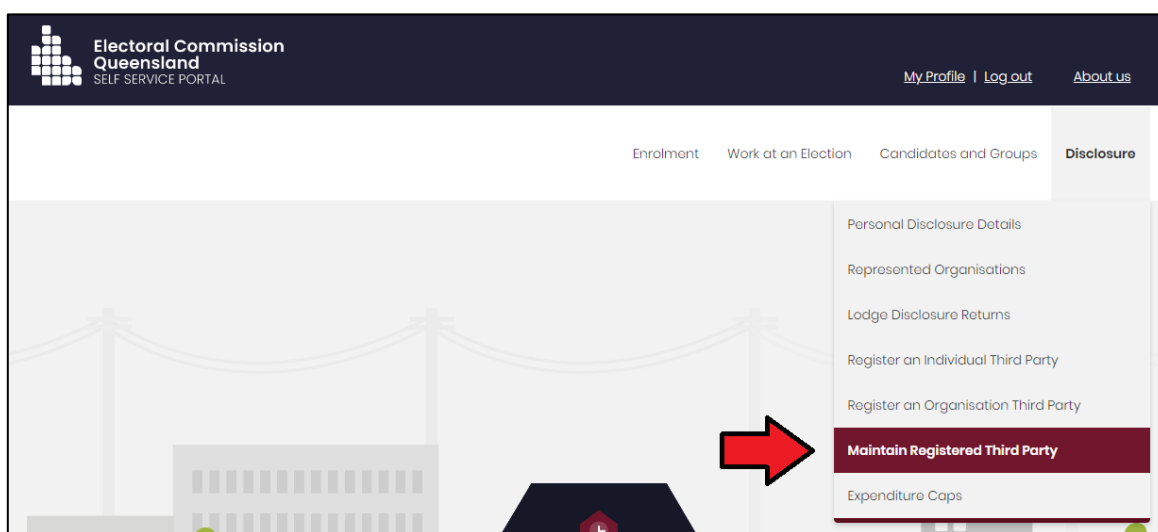 Electoral Commission
Queensland
SELF SERVICE PORTAL
My Profile | Log out About us
Enrolment Work at an Election Candidates and Groups Disclosure
Personal Disclosure Details
Represented Organisations
Lodge Disclosure Returns
Register an Individual Third Party
Register an Organisation Third Party
Maintain Registered Third Party
Expenditure Caps